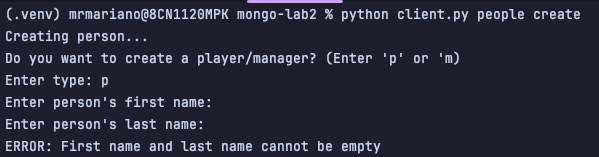 (.venv) mrmariano@8CN1120MPK mongo-lab2 % python client.py people create
Creating person...
Do you want to create a player/manager? (Enter 'p' or 'm)
Enter type: p
Enter person's first name:
Enter person's last name:
ERROR: First name and last name cannot be empty